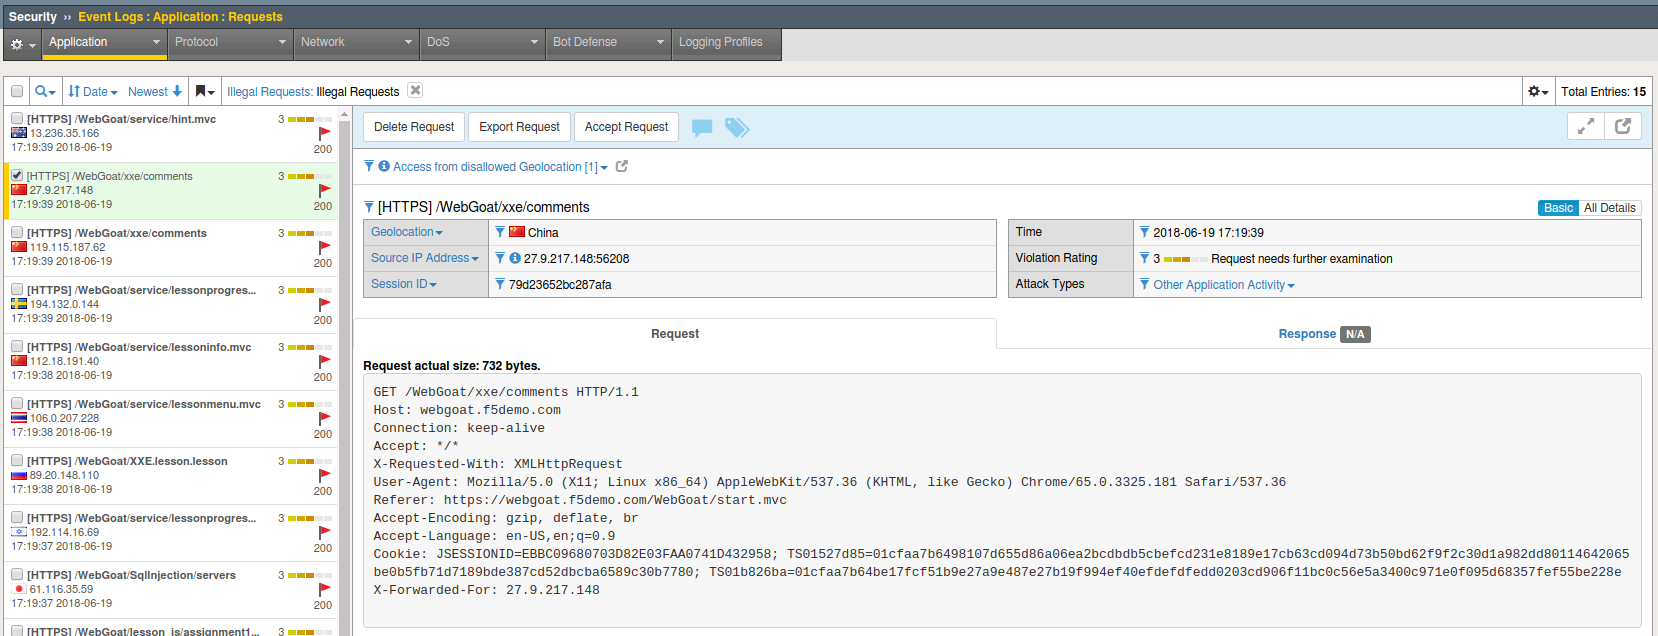 Security ›› Event Logs : Application : Requests
Application Protocol Network DoS Bot Defense Logging Profiles
Date Newest Illegal Requests: Illegal Requests Total Entries: 15
[HTTPS] /WebGoat/service/hint.mvc 3
13.236.35.166
17:19:39 2018-06-19 200
[HTTPS] /WebGoat/xxe/comments 3
27.9.217.148
17:19:39 2018-06-19 200
[HTTPS] /WebGoat/xxe/comments 3
119.115.187.62
17:19:39 2018-06-19 200
[HTTPS] /WebGoat/service/lessonprogres... 3
194.132.0.144
17:19:39 2018-06-19 200
[HTTPS] /WebGoat/service/lessoninfo.mvc 3
112.18.191.40
17:19:38 2018-06-19 200
[HTTPS] /WebGoat/service/lessonmenu.mvc 3
106.0.207.228
17:19:38 2018-06-19 200
[HTTPS] /WebGoat/XXE.lesson.lesson 3
89.20.148.110
17:19:38 2018-06-19 200
[HTTPS] /WebGoat/service/lessonprogres... 3
192.114.16.69
17:19:37 2018-06-19 200
[HTTPS] /WebGoat/SqlInjection/servers 3
61.116.35.59
17:19:37 2018-06-19 200
[HTTPS] /WebGoat/lesson_js/assignment1... 3
Delete Request Export Request Accept Request
Access from disallowed Geolocation [1]
[HTTPS] /WebGoat/xxe/comments Basic All Details
Geolocation China
Source IP Address 27.9.217.148:56208
Session ID 79d23652bc287afa
Time 2018-06-19 17:19:39
Violation Rating 3 Request needs further examination
Attack Types Other Application Activity
Request Response N/A
Request actual size: 732 bytes.
GET /WebGoat/xxe/comments HTTP/1.1
Host: webgoat.f5demo.com
Connection: keep-alive
Accept: */*
X-Requested-With: XMLHttpRequest
User-Agent: Mozilla/5.0 (X11; Linux x86_64) AppleWebKit/537.36 (KHTML, like Gecko) Chrome/65.0.3325.181 Safari/537.36
Referer: https://webgoat.f5demo.com/WebGoat/start.mvc
Accept-Encoding: gzip, deflate, br
Accept-Language: en-US,en;q=0.9
Cookie: JSESSIONID=EBBC09680703D82E03FAA0741D432958; TS01527d85=01cfaa7b6498107d655d86a06ea2bcdbdb5cbefcd231e8189e17cb63cd094d73b50bd62f9f2c30d1a982dd80114642065
be0b5fb71d7189bde387cd52dbcba6589c30b7780; TS01b826ba=01cfaa7b64be17fcf51b9e27a9e487e27b19f994ef40efdefdfedd0203cd906f11bc0c56e5a3400c971e0f095d68357fef55be228e
X-Forwarded-For: 27.9.217.148